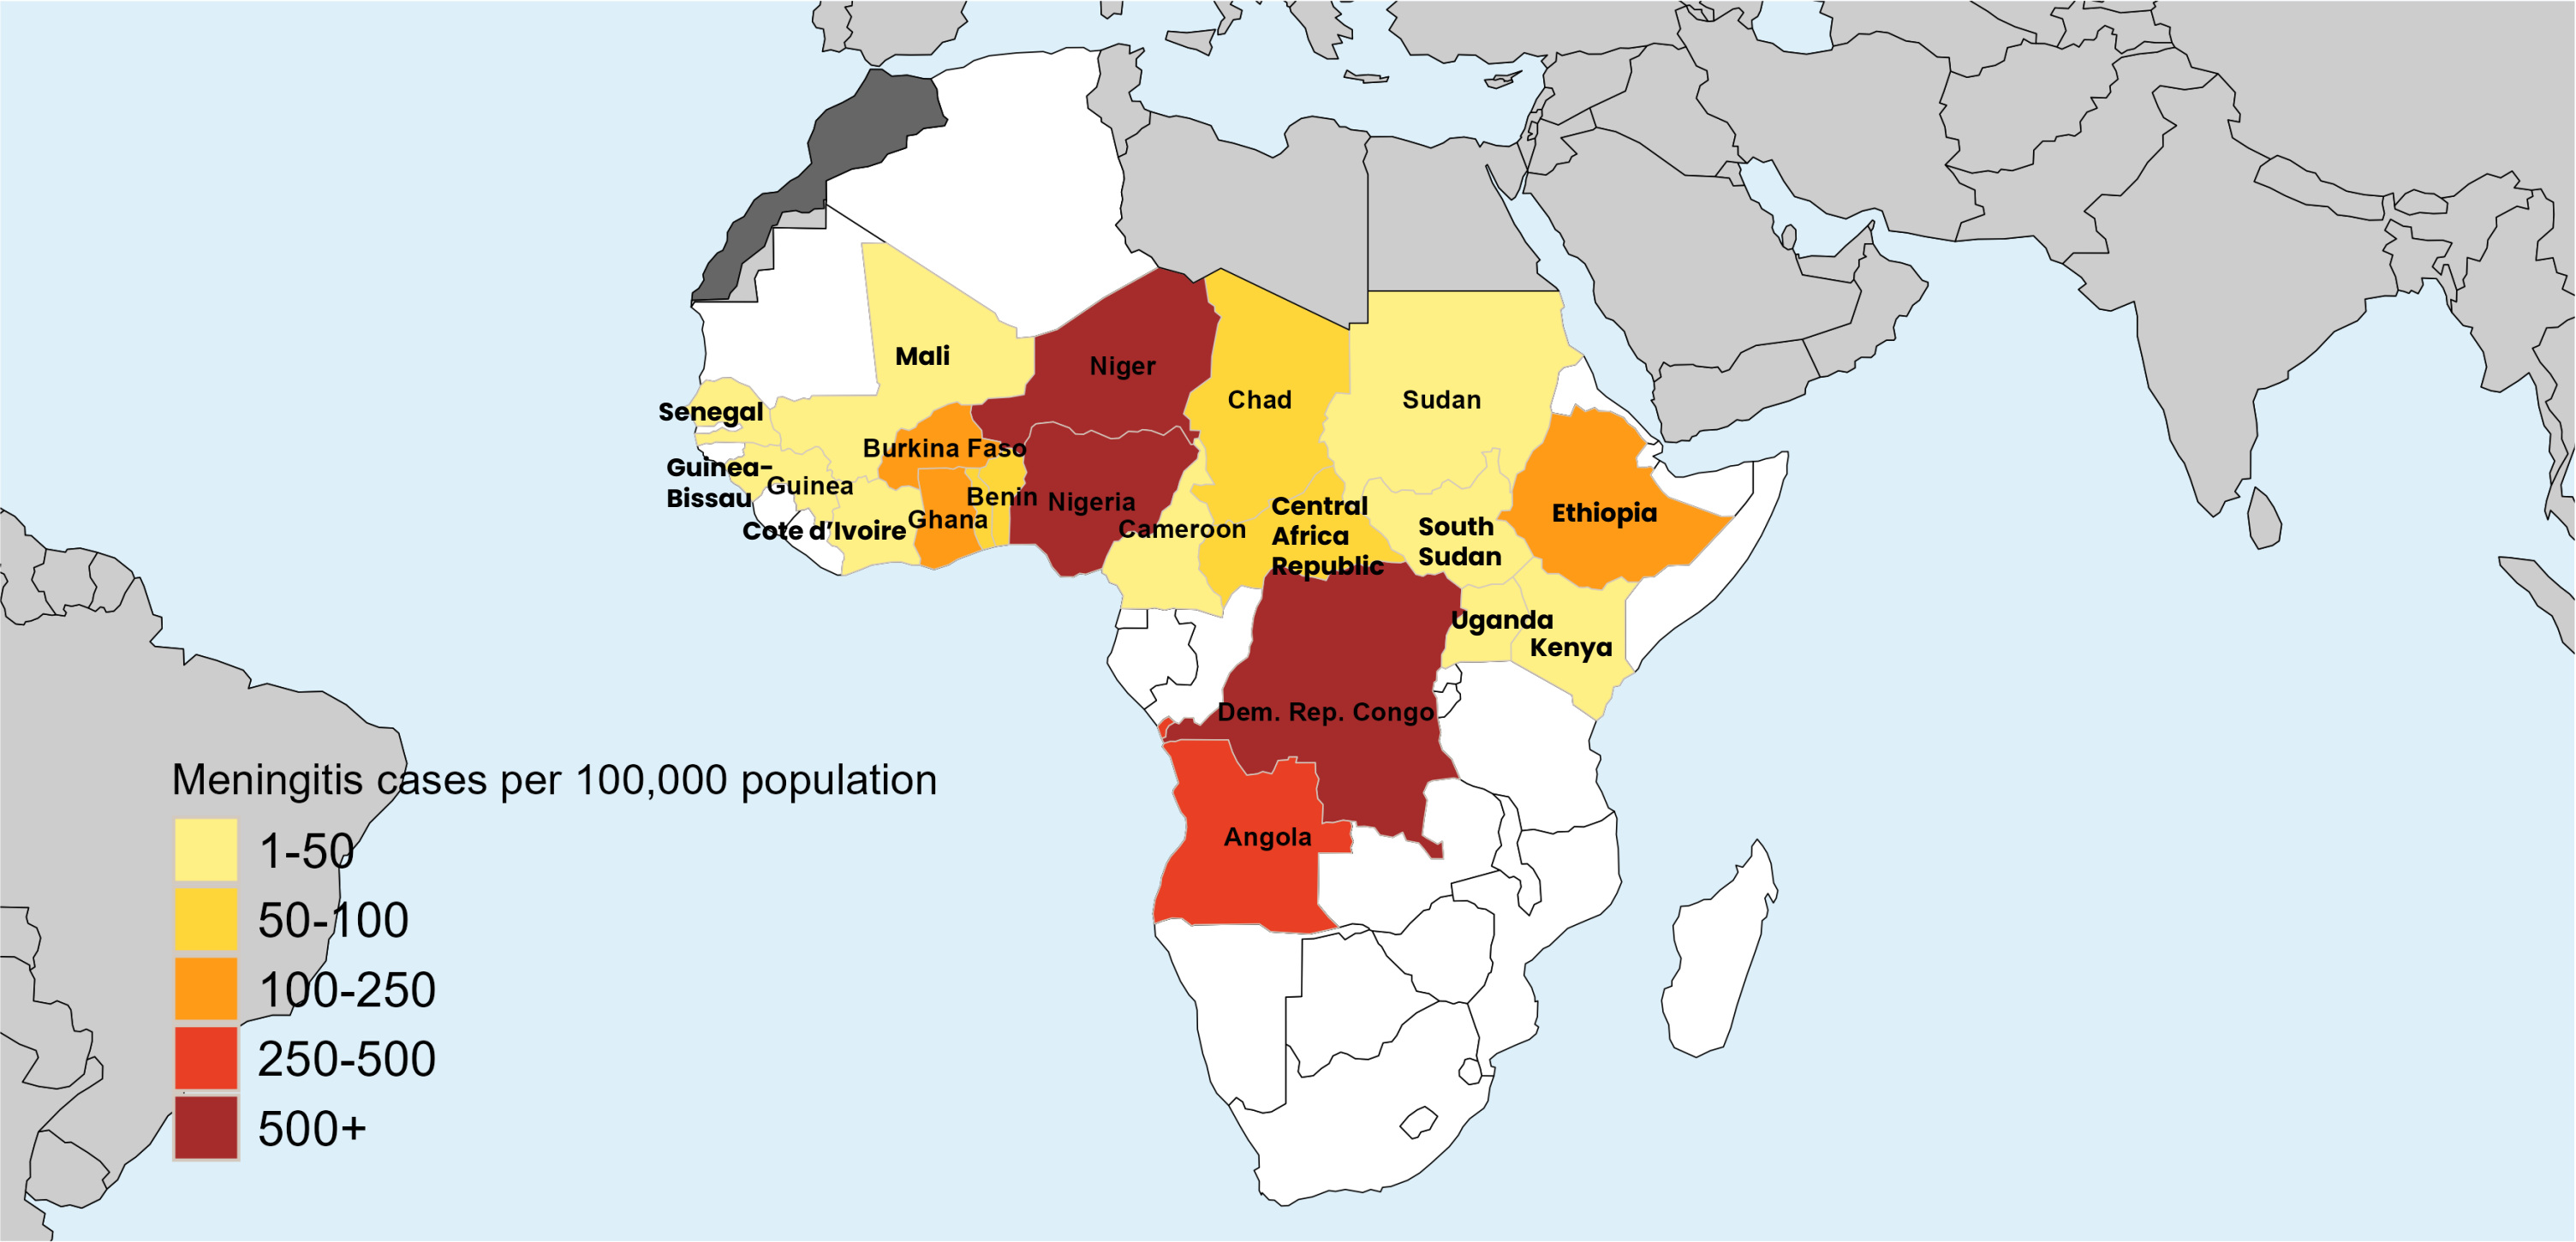 Mali
Niger
Chad
Sudan
Senegal
Burkina Faso
Guinea-
Bissau
Guinea
Benin
Nigeria
Ghana
Cote d’Ivoire
Cameroon
Central
Africa
Republic
South
Sudan
Ethiopia
Uganda
Kenya
Dem. Rep. Congo
Angola
Meningitis cases per 100,000 population
1-50
50-100
100-250
250-500
500+